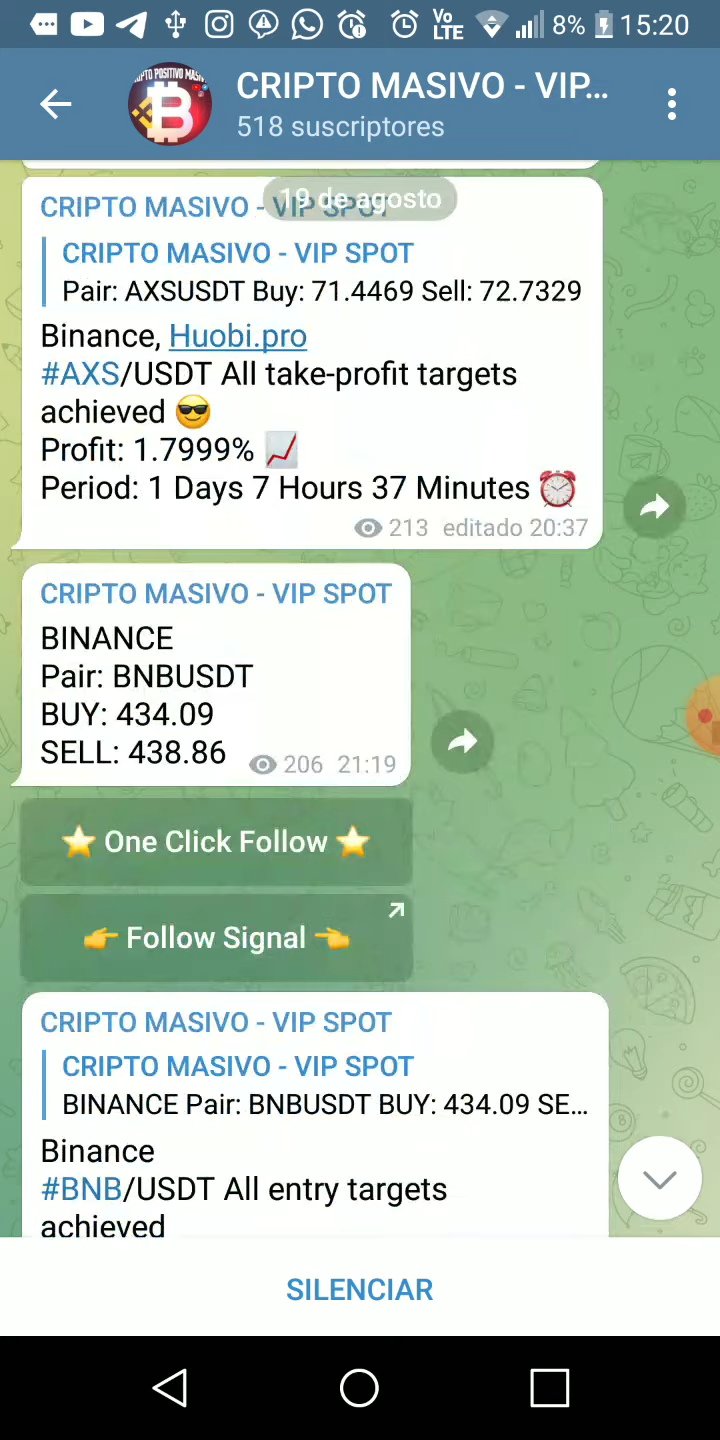 Vo
LTE
8%
15:20
CRIPTO MASIVO - VIP...
518 suscriptores
19 de agosto
CRIPTO MASIVO - VIP SPOT
CRIPTO MASIVO - VIP SPOT
Pair: AXSUSDT Buy: 71.4469 Sell: 72.7329
Binance, Huobi.pro
#AXS/USDT All take-profit targets
achieved 😎
Profit: 1.7999% 📈
Period: 1 Days 7 Hours 37 Minutes ⏰
213 editado 20:37
CRIPTO MASIVO - VIP SPOT
BINANCE
Pair: BNBUSDT
BUY: 434.09
SELL: 438.86
206 21:19
⭐ One Click Follow ⭐
👉 Follow Signal 👈
CRIPTO MASIVO - VIP SPOT
CRIPTO MASIVO - VIP SPOT
BINANCE Pair: BNBUSDT BUY: 434.09 SE...
Binance
#BNB/USDT All entry targets
achieved
SILENCIAR